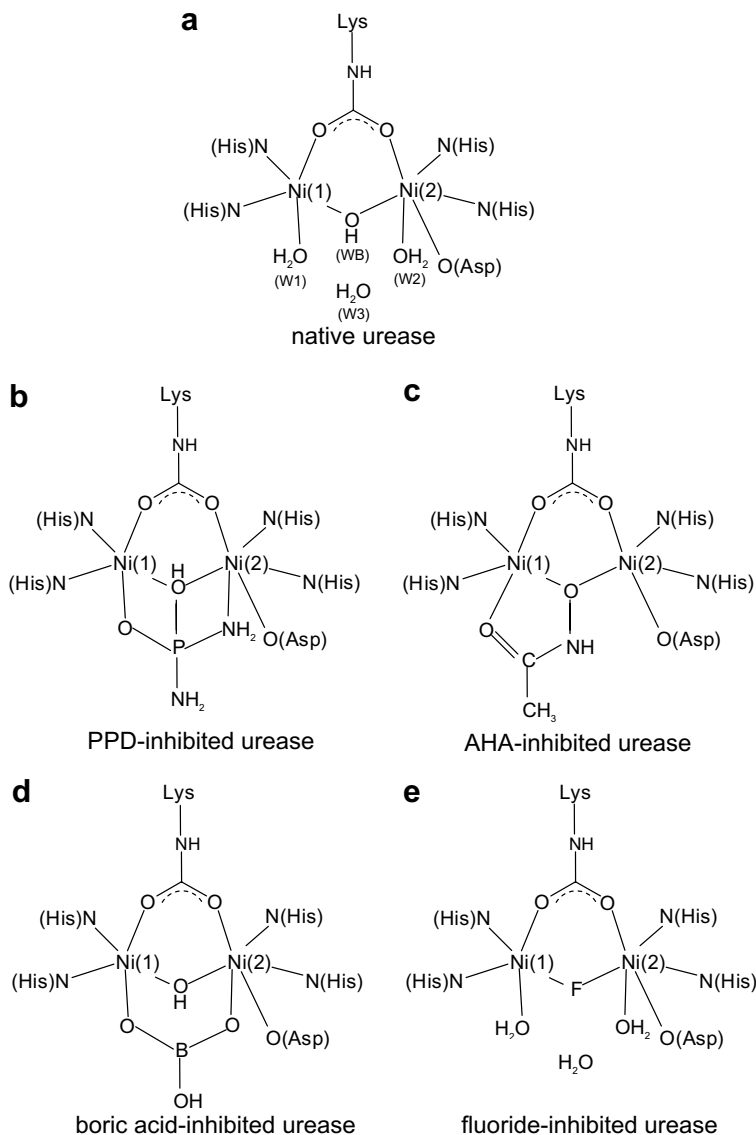 a
Lys
NH
O O
(His)N N(His)
(His)N Ni(1) Ni(2) N(His)
O
H
H2O (WB) OH2 O(Asp)
(W1) (W2)
H2O
(W3)
native urease
b
Lys
NH
O O
(His)N N(His)
(His)N Ni(1) H Ni(2) N(His)
O
O P NH2 O(Asp)
NH2
PPD-inhibited urease
c
Lys
NH
O O
(His)N N(His)
(His)N Ni(1) Ni(2) N(His)
O
O C NH O(Asp)
CH3
AHA-inhibited urease
d
Lys
NH
O O
(His)N N(His)
(His)N Ni(1) Ni(2) N(His)
O
H
O B O O(Asp)
OH
boric acid-inhibited urease
e
Lys
NH
O O
(His)N N(His)
(His)N Ni(1) Ni(2) N(His)
F
H2O OH2 O(Asp)
H2O
fluoride-inhibited urease